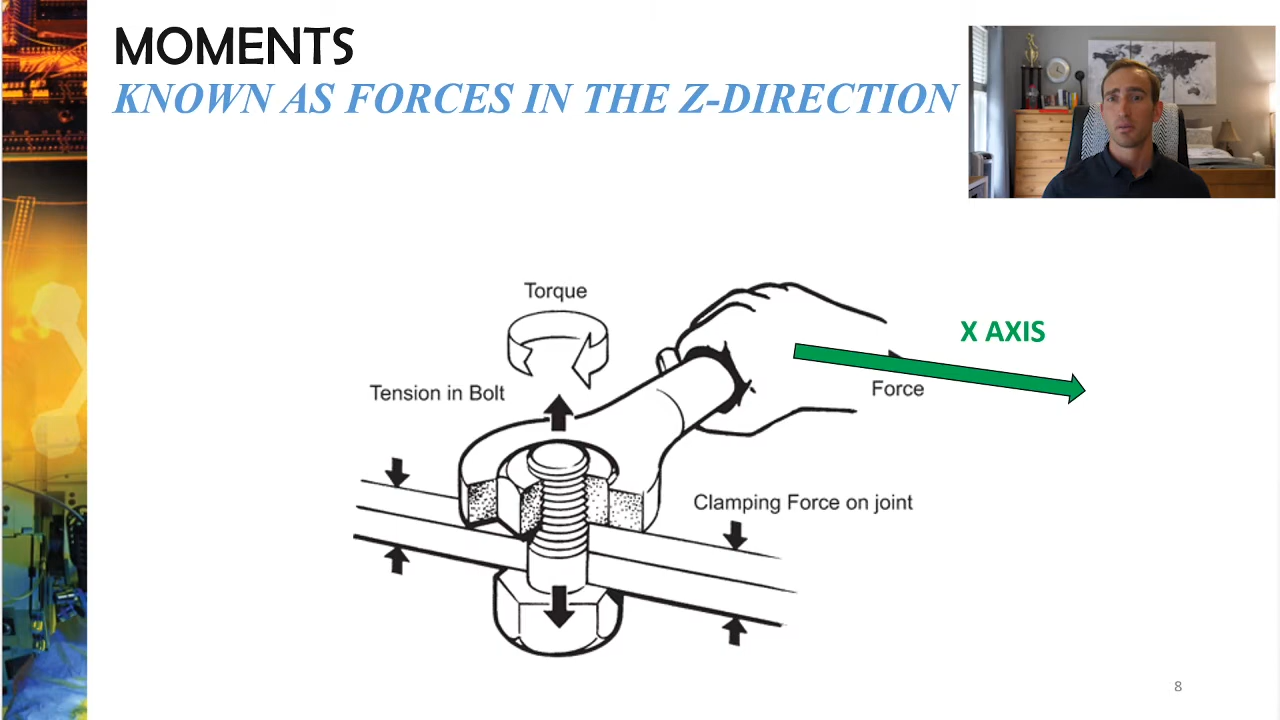 MOMENTS
KNOWN AS FORCES IN THE Z-DIRECTION
Torque
X AXIS
Force
Tension in Bolt
Clamping Force on joint
8